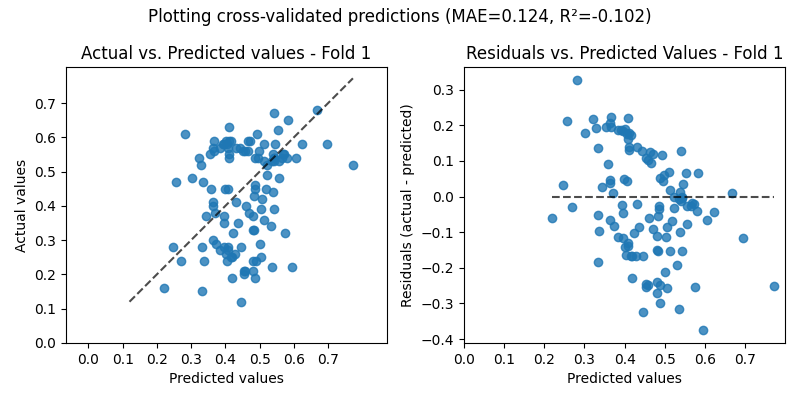 Plotting cross-validated predictions (MAE=0.124, R²=-0.102)
Actual vs. Predicted values - Fold 1
Actual values
0.7
0.6
0.5
0.4
0.3
0.2
0.1
0.0
0.0 0.1 0.2 0.3 0.4 0.5 0.6 0.7
Predicted values
Residuals vs. Predicted Values - Fold 1
Residuals (actual - predicted)
0.3
0.2
0.1
0.0
−0.1
−0.2
−0.3
−0.4
0.0 0.1 0.2 0.3 0.4 0.5 0.6 0.7
Predicted values